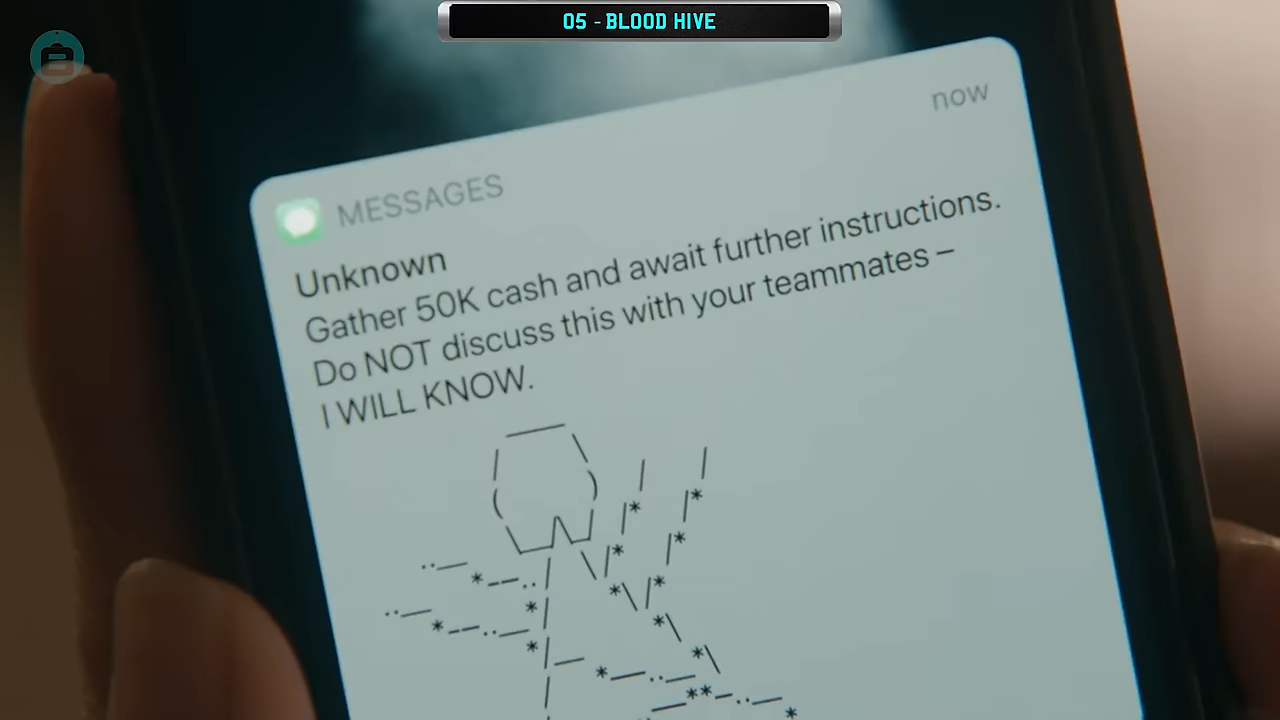 05 - BLOOD HIVE
now
MESSAGES
Unknown
Gather 50K cash and await further instructions.
Do NOT discuss this with your teammates –
I WILL KNOW.